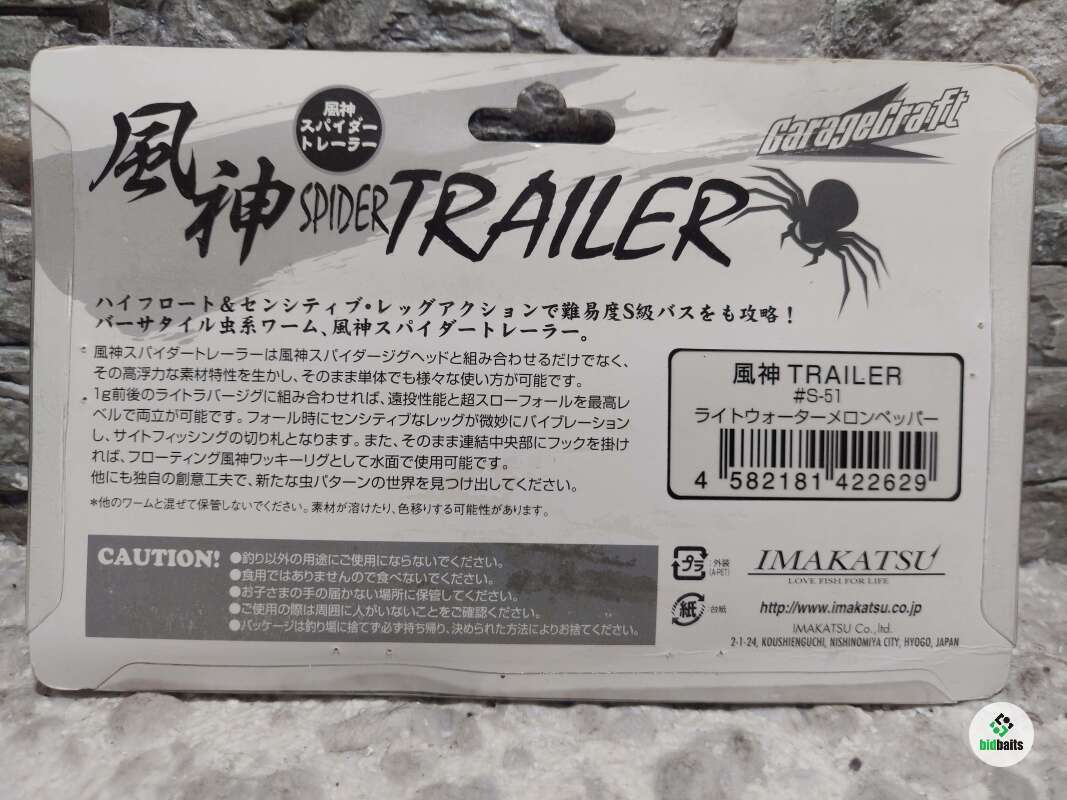 風神
スパイダー
トレーラー
GarageCraft
風神 SPIDER TRAILER
ハイフロート&センシティブ・レッグアクションで難易度S級バスをも攻略!
バーサタイル虫系ワーム、風神スパイダートレーラー。
風神スパイダートレーラーは風神スパイダージグヘッドと組み合わせるだけでなく、
その高浮力な素材特性を生かし、そのまま単体でも様々な使い方が可能です。
1g前後のライトラバージグに組み合わせれば、遠投性能と超スローフォールを最高レ
ベルで両立が可能です。フォール時にセンシティブなレッグが微妙にバイブレーション
し、サイトフィッシングの切り札となります。また、そのまま連結中央部にフックを掛け
れば、フローティング風神ワッキーリグとして水面で使用可能です。
他にも独自の創意工夫で、新たな虫パターンの世界を見つけ出してください。
*他のワームと混ぜて保管しないでください。素材が溶けたり、色移りする可能性があります。
風神 TRAILER
#S-51
ライトウォーターメロンペッパー
4 582181 422629
CAUTION!
●釣り以外の用途にご使用にならないでください。
●食用ではありませんので食べないでください。
●お子さまの手の届かない場所に保管してください。
●ご使用の際は周囲に人がいないことをご確認ください。
●パッケージは釣り場に捨てず必ず持ち帰り、決められた方法によりお捨てください。
プラ 外装
(A-PET)
紙 台紙
IMAKATSU
LOVE FISH FOR LIFE
http://www.imakatsu.co.jp
IMAKATSU Co.,ltd.
2-1-24, KOUSHIENGUCHI, NISHINOMIYA CITY, HYOGO, JAPAN
bidbaits